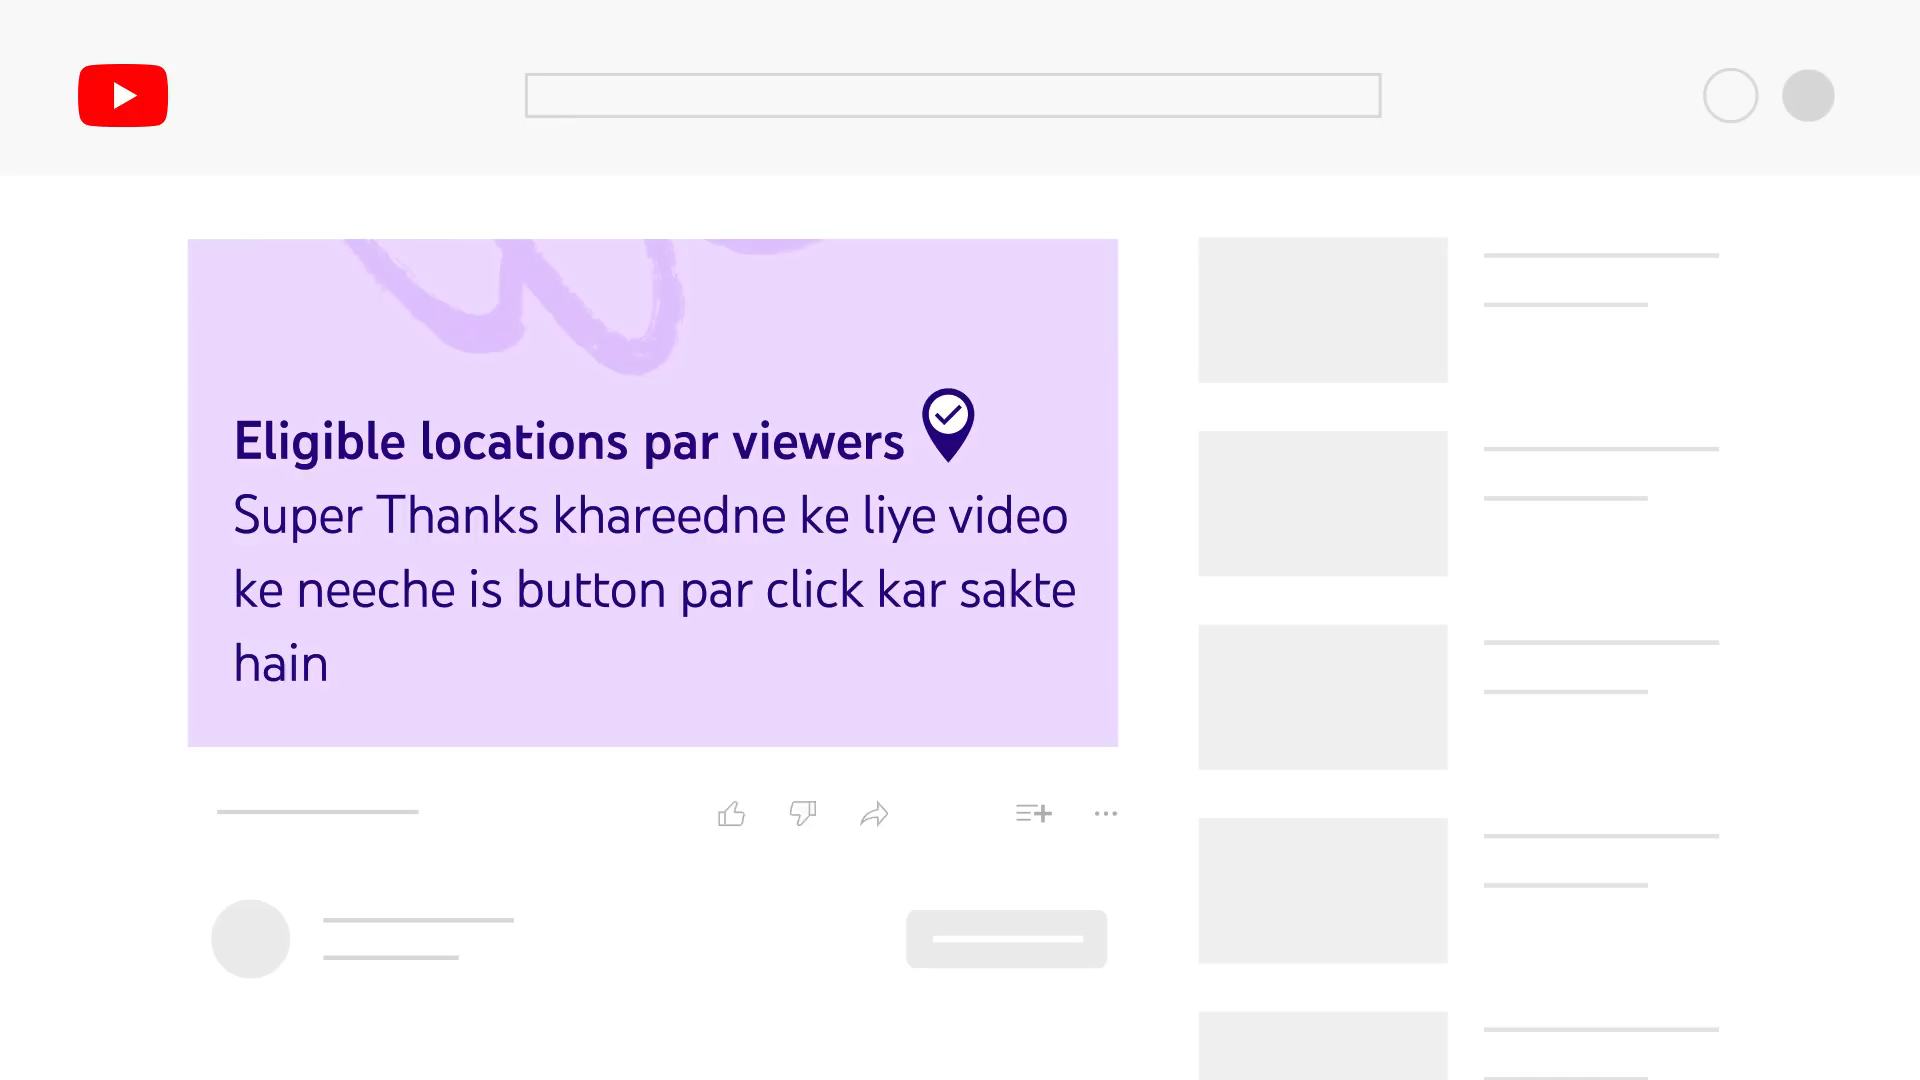 Eligible locations par viewers
Super Thanks khareedne ke liye video
ke neeche is button par click kar sakte
hain